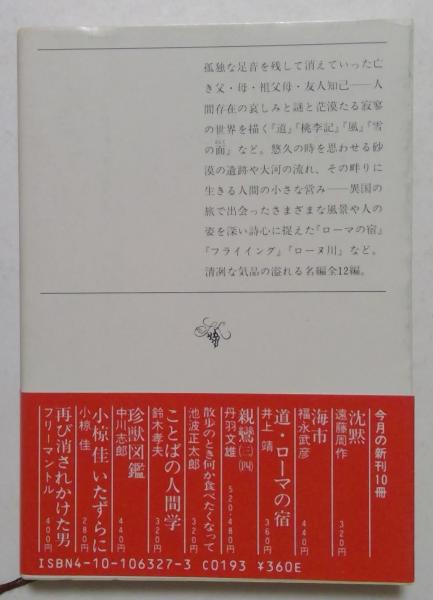 孤独な足音を残して消えていった亡
き父・母・祖父母・友人知己――人
間存在の哀しみと謎と茫漠たる寂寥
の世界を描く『道』『桃李記』『風』『雪
の面』など。悠久の時を思わせる砂
漠の遺跡や大河の流れ、その畔りに
生きる人間の小さな営み――異国の
旅で出会ったさまざまな風景や人の
姿を深い詩心に捉えた『ローマの宿』
『フライイング』『ローヌ川』など。
清冽な気品の溢れる名編全12編。
今月の新刊10冊
沈黙
遠藤周作
320円
海市
福永武彦
440円
道・ローマの宿
井上 靖
360円
親鸞(三)(四)
丹羽文雄
520・480円
散歩のとき何か食べたくなって
池波正太郎
320円
ことばの人間学
鈴木孝夫
320円
珍獣図鑑
中川志郎
440円
小椋佳いたずらに
小椋 佳
280円
再び消されかけた男
フリーマントル
400円
ISBN4-10-106327-3 C0193 ¥360E